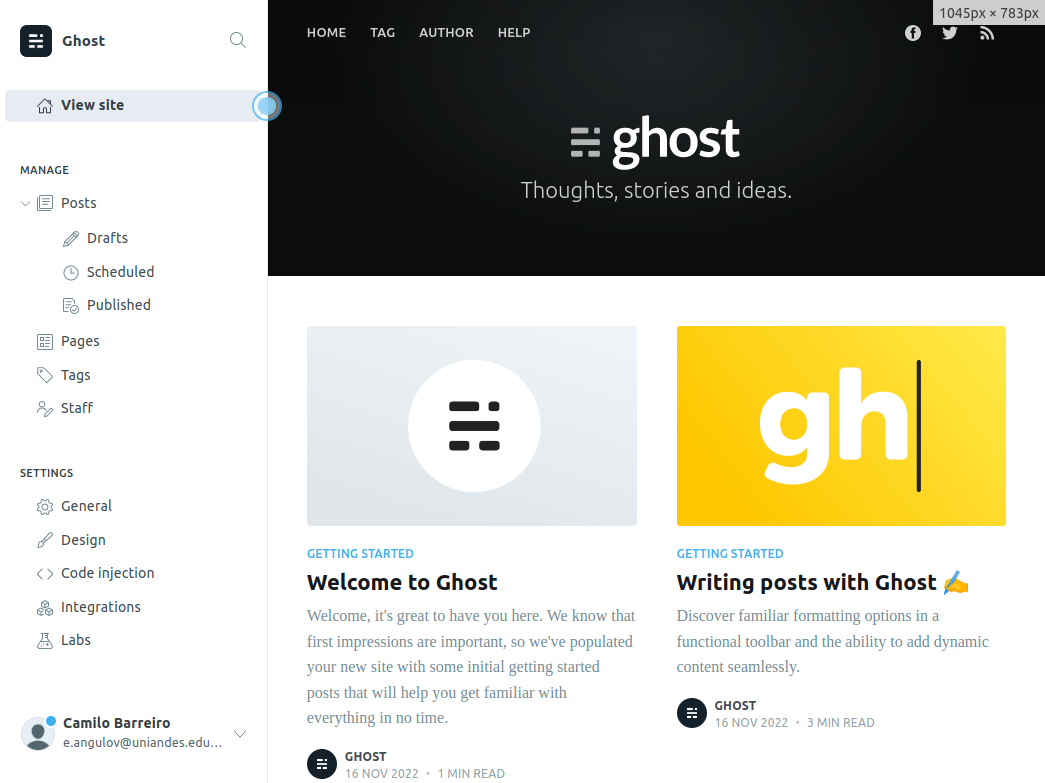 1045px × 783px
Ghost
View site
MANAGE
Posts
Drafts
Scheduled
Published
Pages
Tags
Staff
SETTINGS
General
Design
Code injection
Integrations
Labs
Camilo Barreiro
e.angulov@uniandes.edu...
HOME TAG AUTHOR HELP
ghost
Thoughts, stories and ideas.
GETTING STARTED
Welcome to Ghost
Welcome, it's great to have you here. We know that
first impressions are important, so we've populated
your new site with some initial getting started
posts that will help you get familiar with
everything in no time.
GHOST
16 NOV 2022 • 1 MIN READ
gh
GETTING STARTED
Writing posts with Ghost ✍️
Discover familiar formatting options in a
functional toolbar and the ability to add dynamic
content seamlessly.
GHOST
16 NOV 2022 • 3 MIN READ